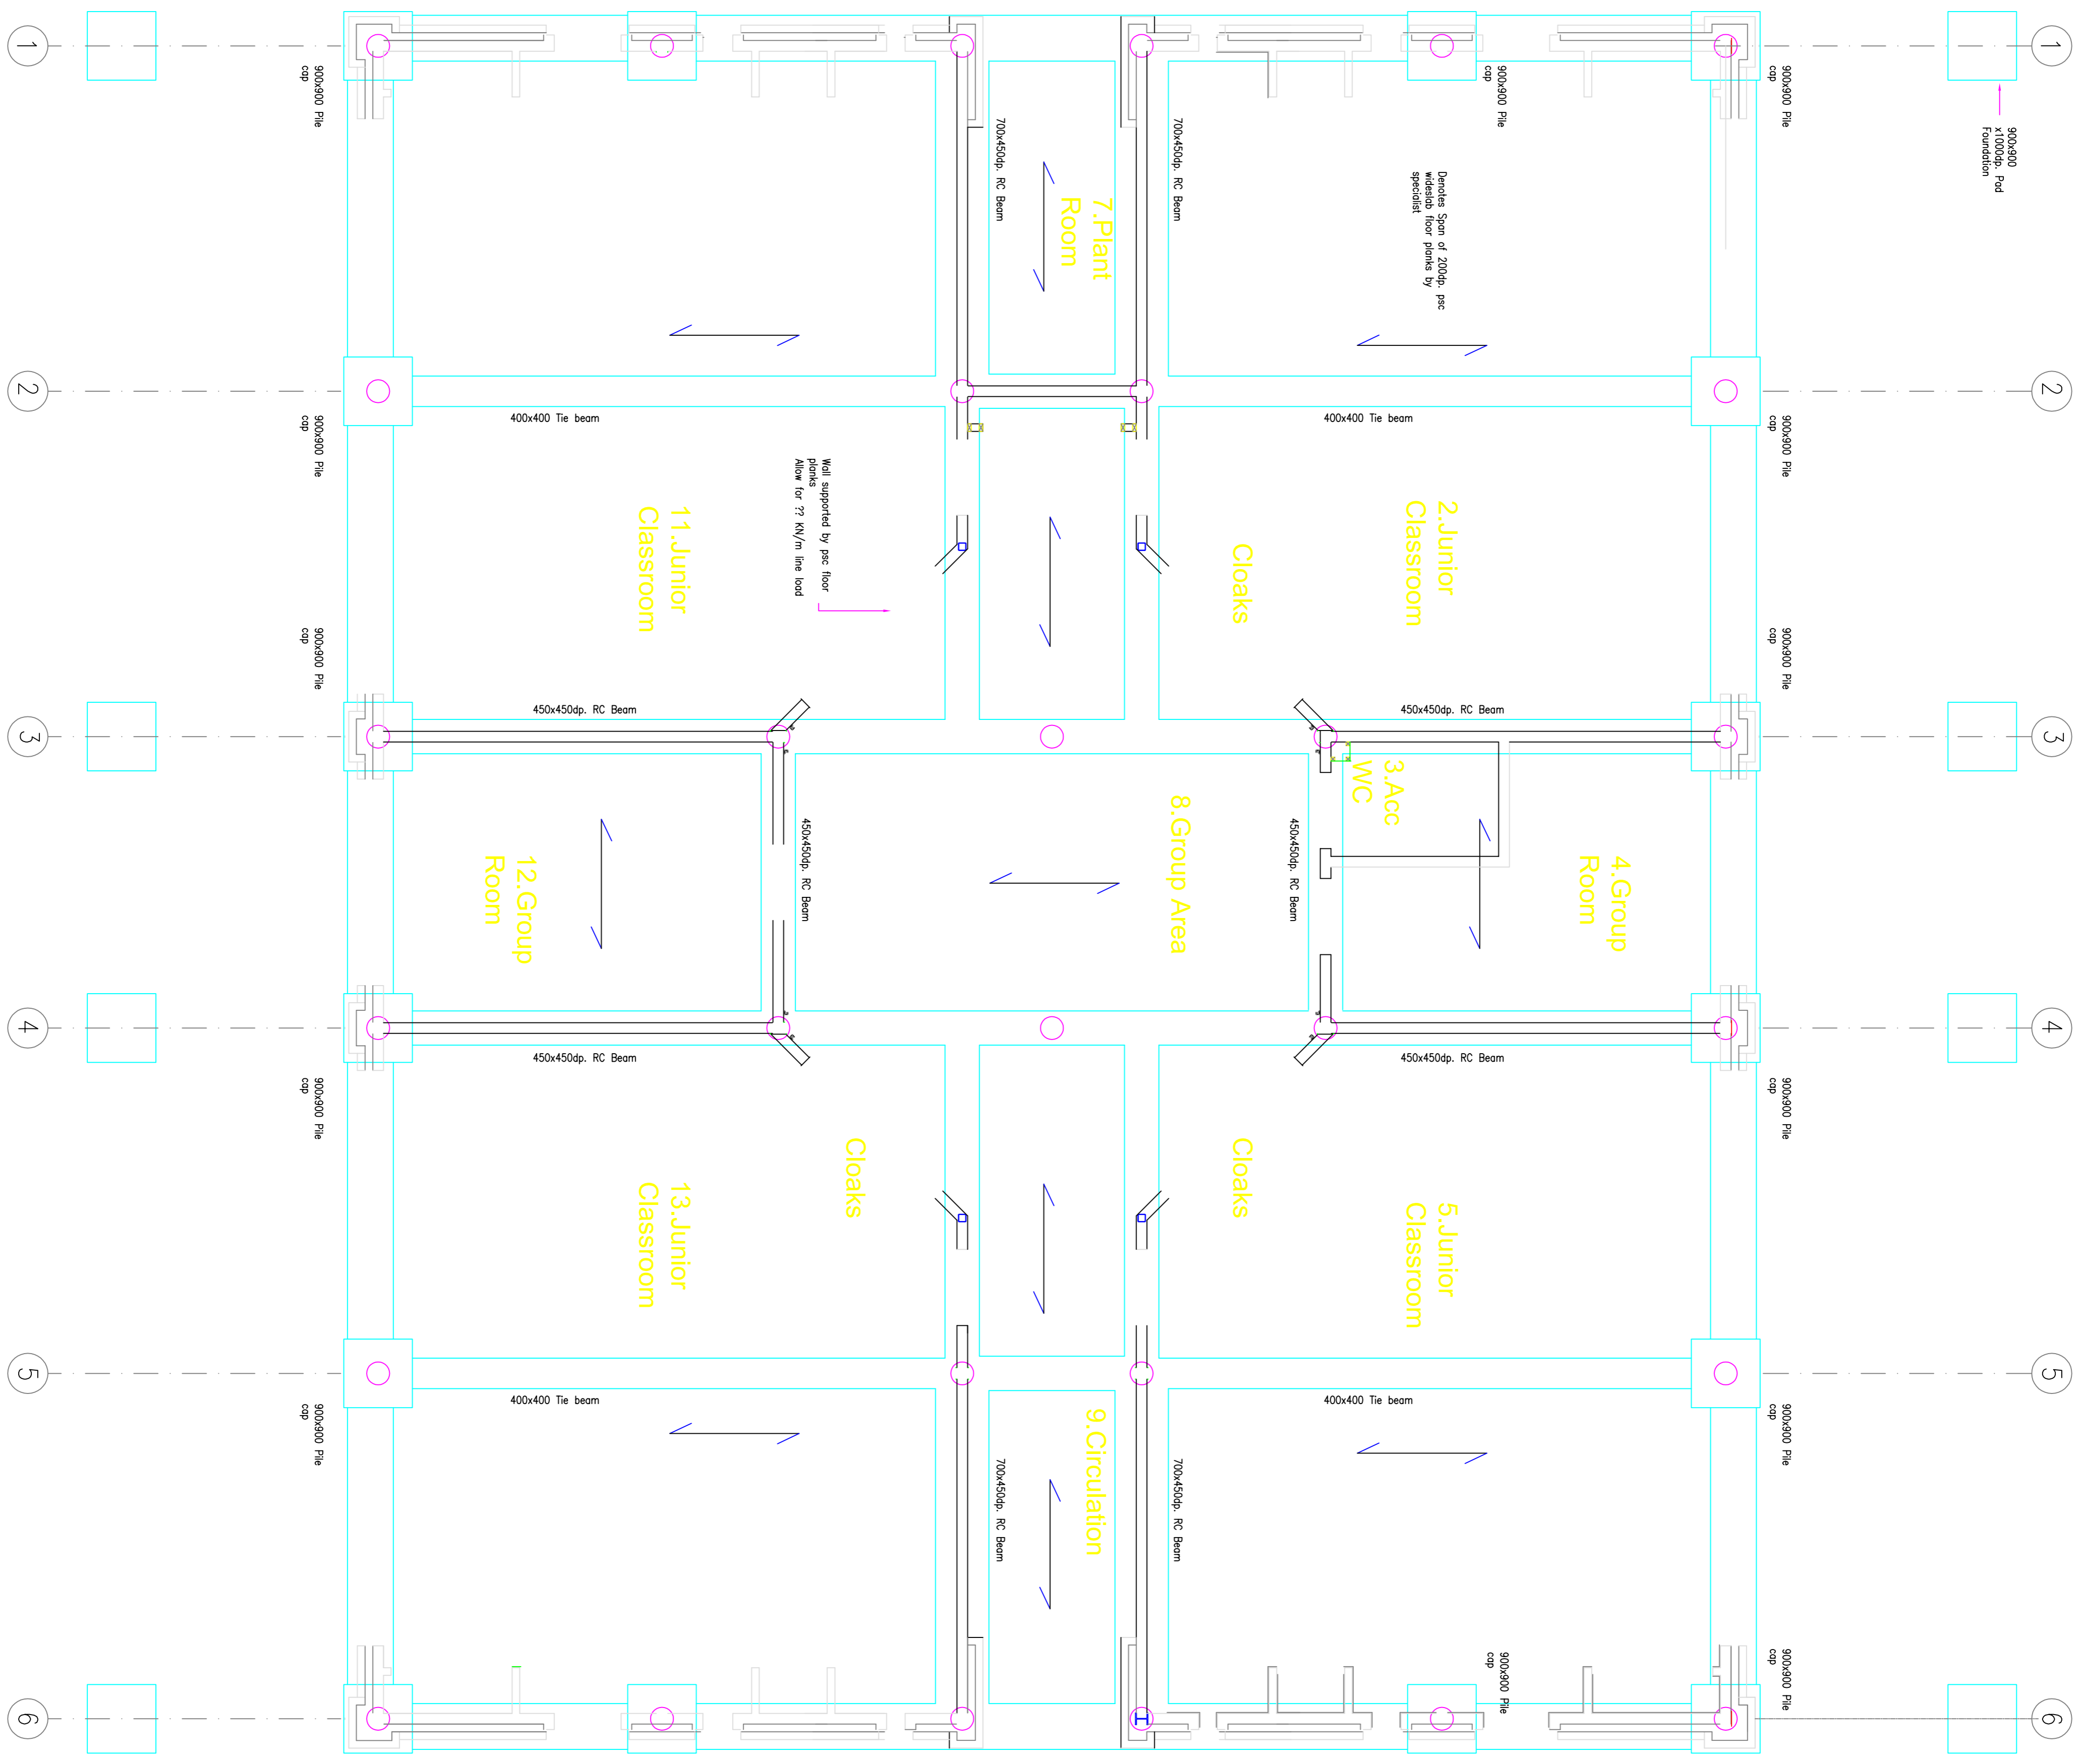 1
1
900x900 Pile
cap
900x900 Pile
cap
900x900 Pile
cap
900x900
x1000dp. Pad
Foundation
700x450dp. RC Beam
700x450dp. RC Beam
Denotes Span of 200dp. psc
wideslab floor planks by
specialist
7.Plant
Room
2
2
400x400 Tie beam
400x400 Tie beam
900x900 Pile
cap
900x900 Pile
cap
Wall supported by psc floor
planks
Allow for ?? KN/m line load
11.Junior
Classroom
Cloaks
2.Junior
Classroom
900x900 Pile
cap
900x900 Pile
cap
450x450dp. RC Beam
450x450dp. RC Beam
3
3
3.Acc
WC
450x450dp. RC Beam
450x450dp. RC Beam
8.Group Area
12.Group
Room
4.Group
Room
4
4
450x450dp. RC Beam
450x450dp. RC Beam
900x900 Pile
cap
900x900 Pile
cap
Cloaks
Cloaks
13.Junior
Classroom
5.Junior
Classroom
5
5
400x400 Tie beam
400x400 Tie beam
900x900 Pile
cap
900x900 Pile
cap
9.Circulation
700x450dp. RC Beam
700x450dp. RC Beam
900x900 Pile
cap
900x900 Pile
cap
6
6